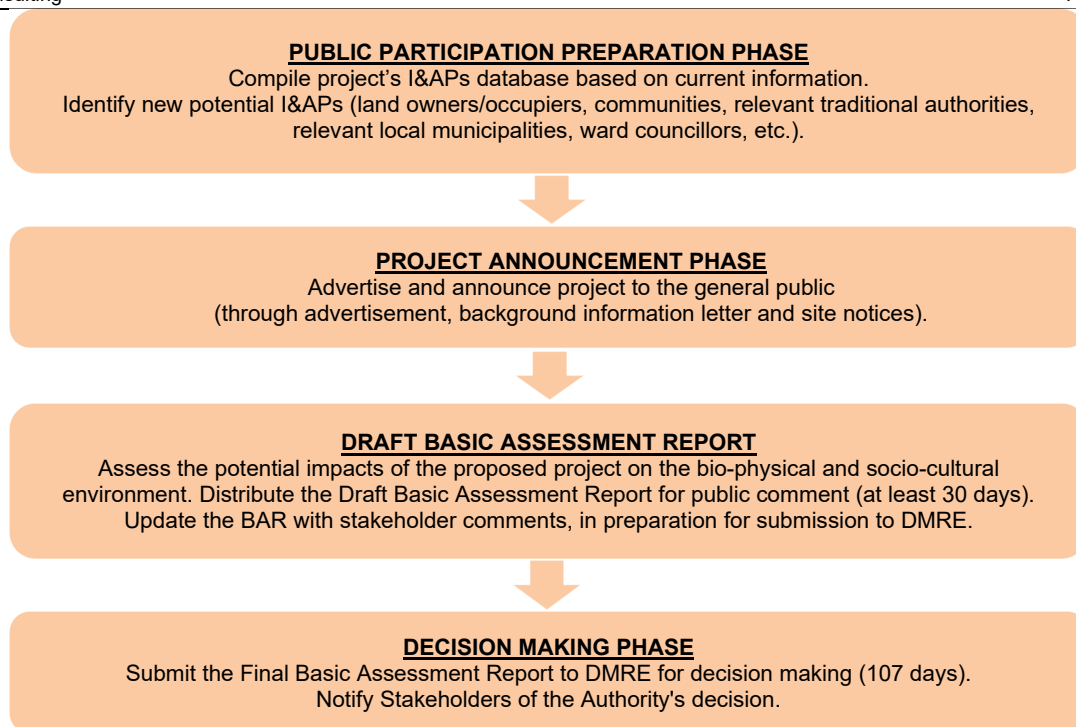 PUBLIC PARTICIPATION PREPARATION PHASE
Compile project's I&APs database based on current information.
Identify new potential I&APs (land owners/occupiers, communities, relevant traditional authorities,
relevant local municipalities, ward councillors, etc.).
PROJECT ANNOUNCEMENT PHASE
Advertise and announce project to the general public
(through advertisement, background information letter and site notices).
DRAFT BASIC ASSESSMENT REPORT
Assess the potential impacts of the proposed project on the bio-physical and socio-cultural
environment. Distribute the Draft Basic Assessment Report for public comment (at least 30 days).
Update the BAR with stakeholder comments, in preparation for submission to DMRE.
DECISION MAKING PHASE
Submit the Final Basic Assessment Report to DMRE for decision making (107 days).
Notify Stakeholders of the Authority's decision.